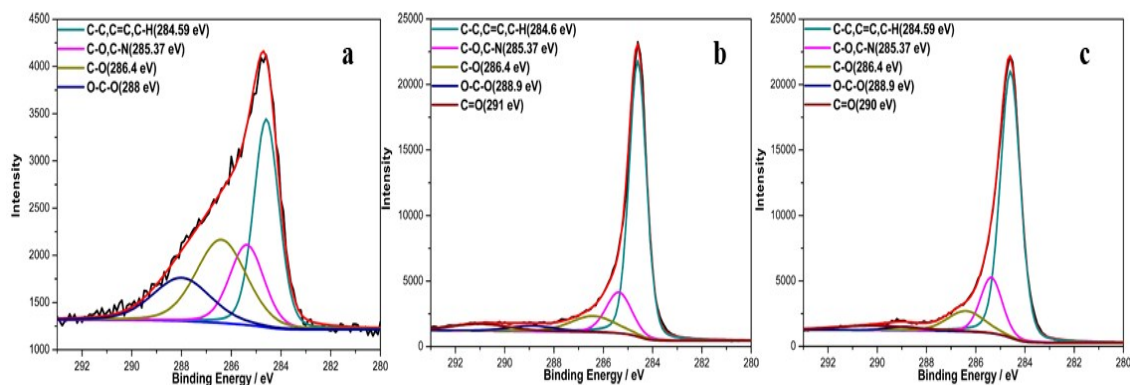 4500
4000
3500
3000
2500
2000
1500
1000
Intensity
C-C,C=C,C-H(284.59 eV)
C-O,C-N(285.37 eV)
C-O(286.4 eV)
O-C-O(288 eV)
a
292 290 288 286 284 282 280
Binding Energy / eV
25000
20000
15000
10000
5000
0
Intensity
C-C,C=C,C-H(284.6 eV)
C-O,C-N(285.37 eV)
C-O(286.4 eV)
O-C-O(288.9 eV)
C=O(291 eV)
b
292 290 288 286 284 282 280
Binding Energy / eV
25000
20000
15000
10000
5000
0
Intensity
C-C,C=C,C-H(284.59 eV)
C-O,C-N(285.37 eV)
C-O(286.4 eV)
O-C-O(288.9 eV)
C=O(290 eV)
c
292 290 288 286 284 282 280
Binding Energy / eV